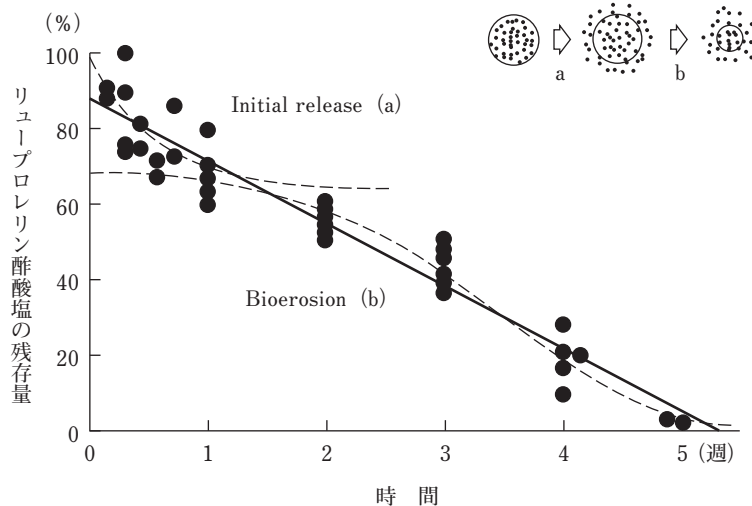 (%)
100
80
60
40
20
0
リュープロレリン酢酸塩の残存量
Initial release (a)
Bioerosion (b)
a
b
0 1 2 3 4 5 (週)
時 間